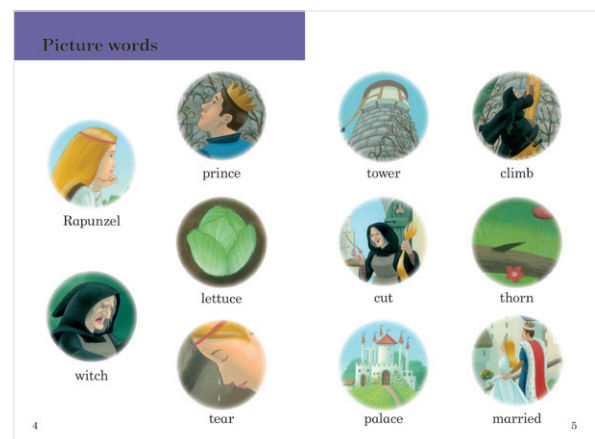 Picture words
prince
Rapunzel
lettuce
witch
tear
tower
climb
cut
thorn
palace
married
4
5